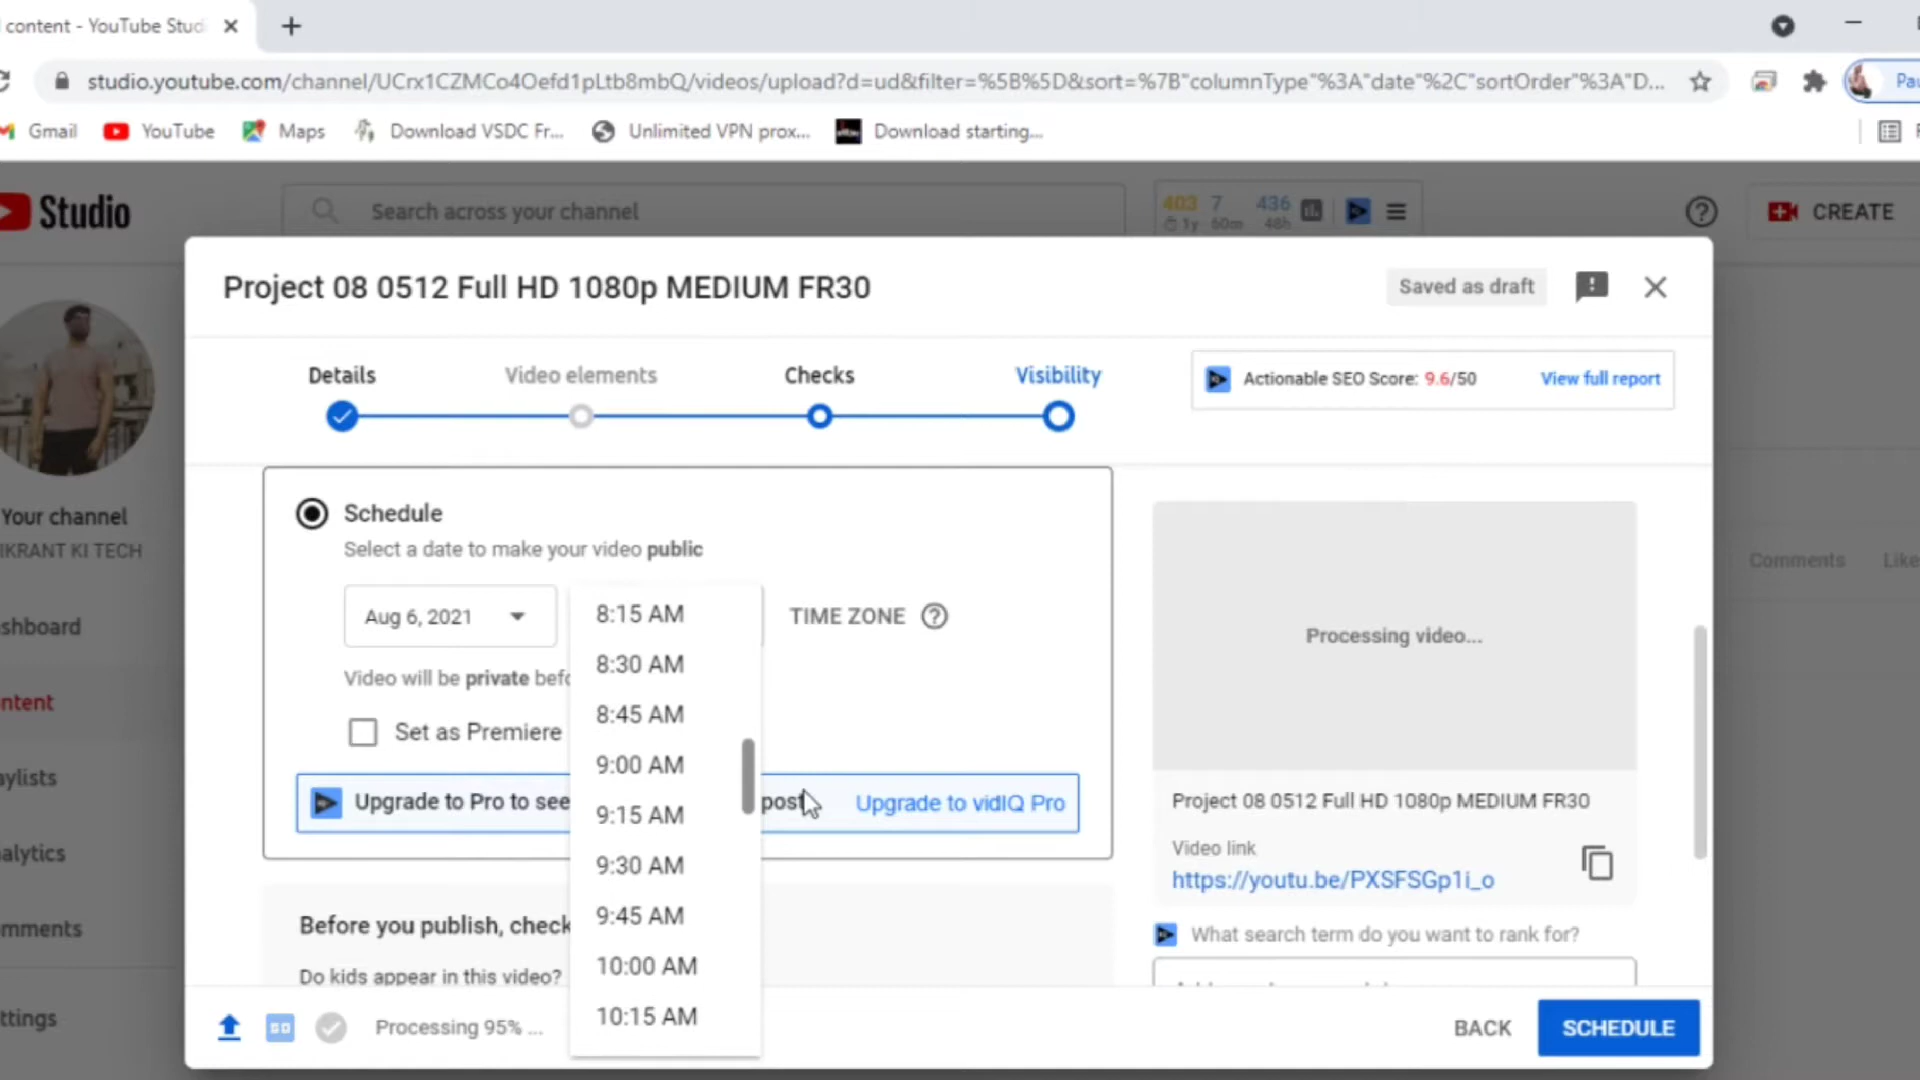 content - YouTube Stud
studio.youtube.com/channel/UCrx1CZMCo4Oefd1pLtb8mbQ/videos/upload?d=ud&filter=%5B%5D&sort=%7B"columnType"%3A"date"%2C"sortOrder"%3A"D...
Pau
Gmail YouTube Maps Download VSDC Fr... Unlimited VPN prox... Download starting...
Studio
Search across your channel
403 7 436
1y 60m 48h
CREATE
Project 08 0512 Full HD 1080p MEDIUM FR30
Saved as draft
Details Video elements Checks Visibility
Actionable SEO Score: 9.6/50 View full report
Your channel
IKRANT KI TECH
shboard
ntent
aylists
alytics
mments
ttings
Comments Like
Schedule
Select a date to make your video public
Aug 6, 2021
TIME ZONE
Video will be private befo
Set as Premiere
Upgrade to Pro to see post Upgrade to vidIQ Pro
8:15 AM
8:30 AM
8:45 AM
9:00 AM
9:15 AM
9:30 AM
9:45 AM
10:00 AM
10:15 AM
Before you publish, check
Do kids appear in this video?
Processing video...
Project 08 0512 Full HD 1080p MEDIUM FR30
Video link
https://youtu.be/PXSFSGp1i_o
What search term do you want to rank for?
SD
Processing 95% ...
BACK
SCHEDULE